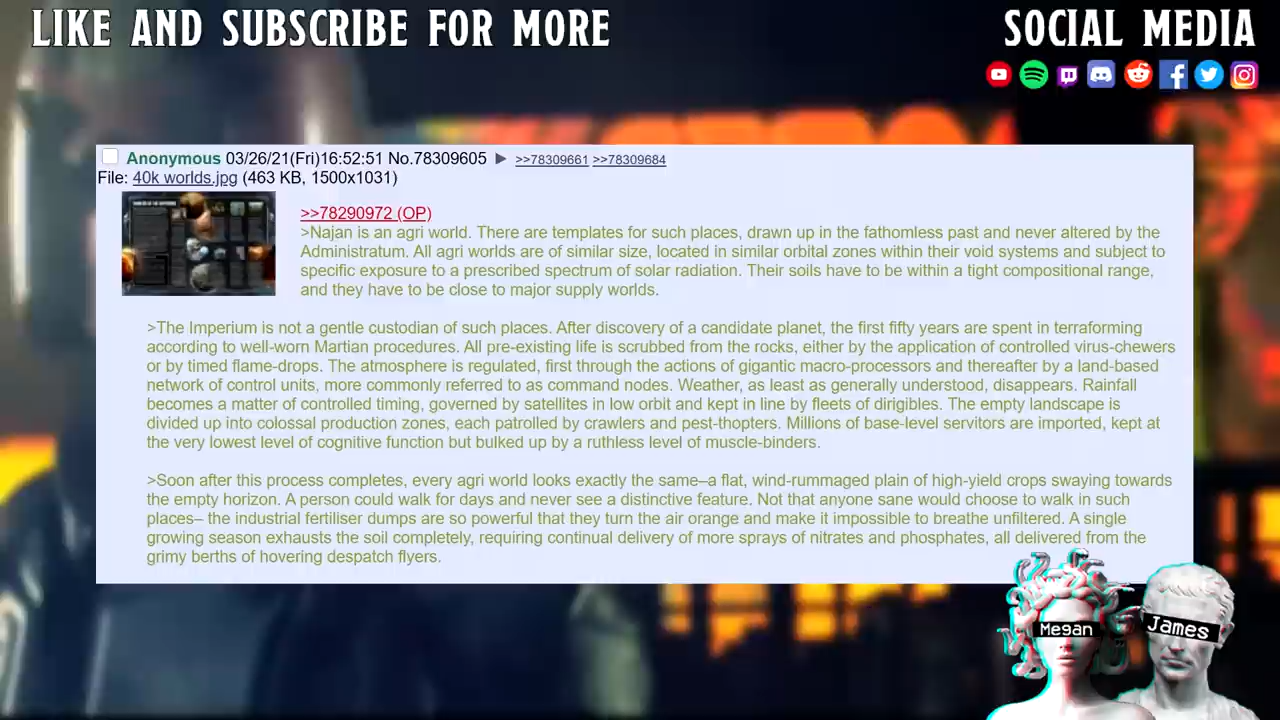 LIKE AND SUBSCRIBE FOR MORE
SOCIAL MEDIA
Anonymous 03/26/21(Fri)16:52:51 No.78309605 ▶ >>78309661 >>78309684
File: 40k worlds.jpg (463 KB, 1500x1031)
>>78290972 (OP)
>Najan is an agri world. There are templates for such places, drawn up in the fathomless past and never altered by the
Administratum. All agri worlds are of similar size, located in similar orbital zones within their void systems and subject to
specific exposure to a prescribed spectrum of solar radiation. Their soils have to be within a tight compositional range,
and they have to be close to major supply worlds.
>The Imperium is not a gentle custodian of such places. After discovery of a candidate planet, the first fifty years are spent in terraforming
according to well-worn Martian procedures. All pre-existing life is scrubbed from the rocks, either by the application of controlled virus-chewers
or by timed flame-drops. The atmosphere is regulated, first through the actions of gigantic macro-processors and thereafter by a land-based
network of control units, more commonly referred to as command nodes. Weather, as least as generally understood, disappears. Rainfall
becomes a matter of controlled timing, governed by satellites in low orbit and kept in line by fleets of dirigibles. The empty landscape is
divided up into colossal production zones, each patrolled by crawlers and pest-thopters. Millions of base-level servitors are imported, kept at
the very lowest level of cognitive function but bulked up by a ruthless level of muscle-binders.
>Soon after this process completes, every agri world looks exactly the same–a flat, wind-rummaged plain of high-yield crops swaying towards
the empty horizon. A person could walk for days and never see a distinctive feature. Not that anyone sane would choose to walk in such
places– the industrial fertiliser dumps are so powerful that they turn the air orange and make it impossible to breathe unfiltered. A single
growing season exhausts the soil completely, requiring continual delivery of more sprays of nitrates and phosphates, all delivered from the
grimy berths of hovering despatch flyers.
Megan
James